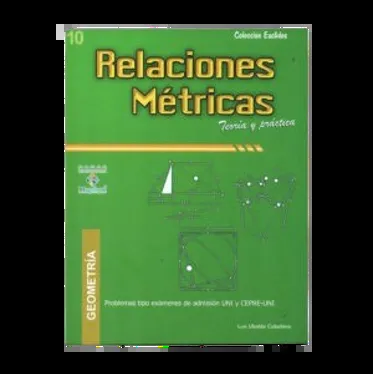 10
Colección Euclides
Relaciones
Métricas
Teoría y práctica
GEOMETRÍA
Problemas tipo exámenes de admisión UNI y CEPRE-UNI